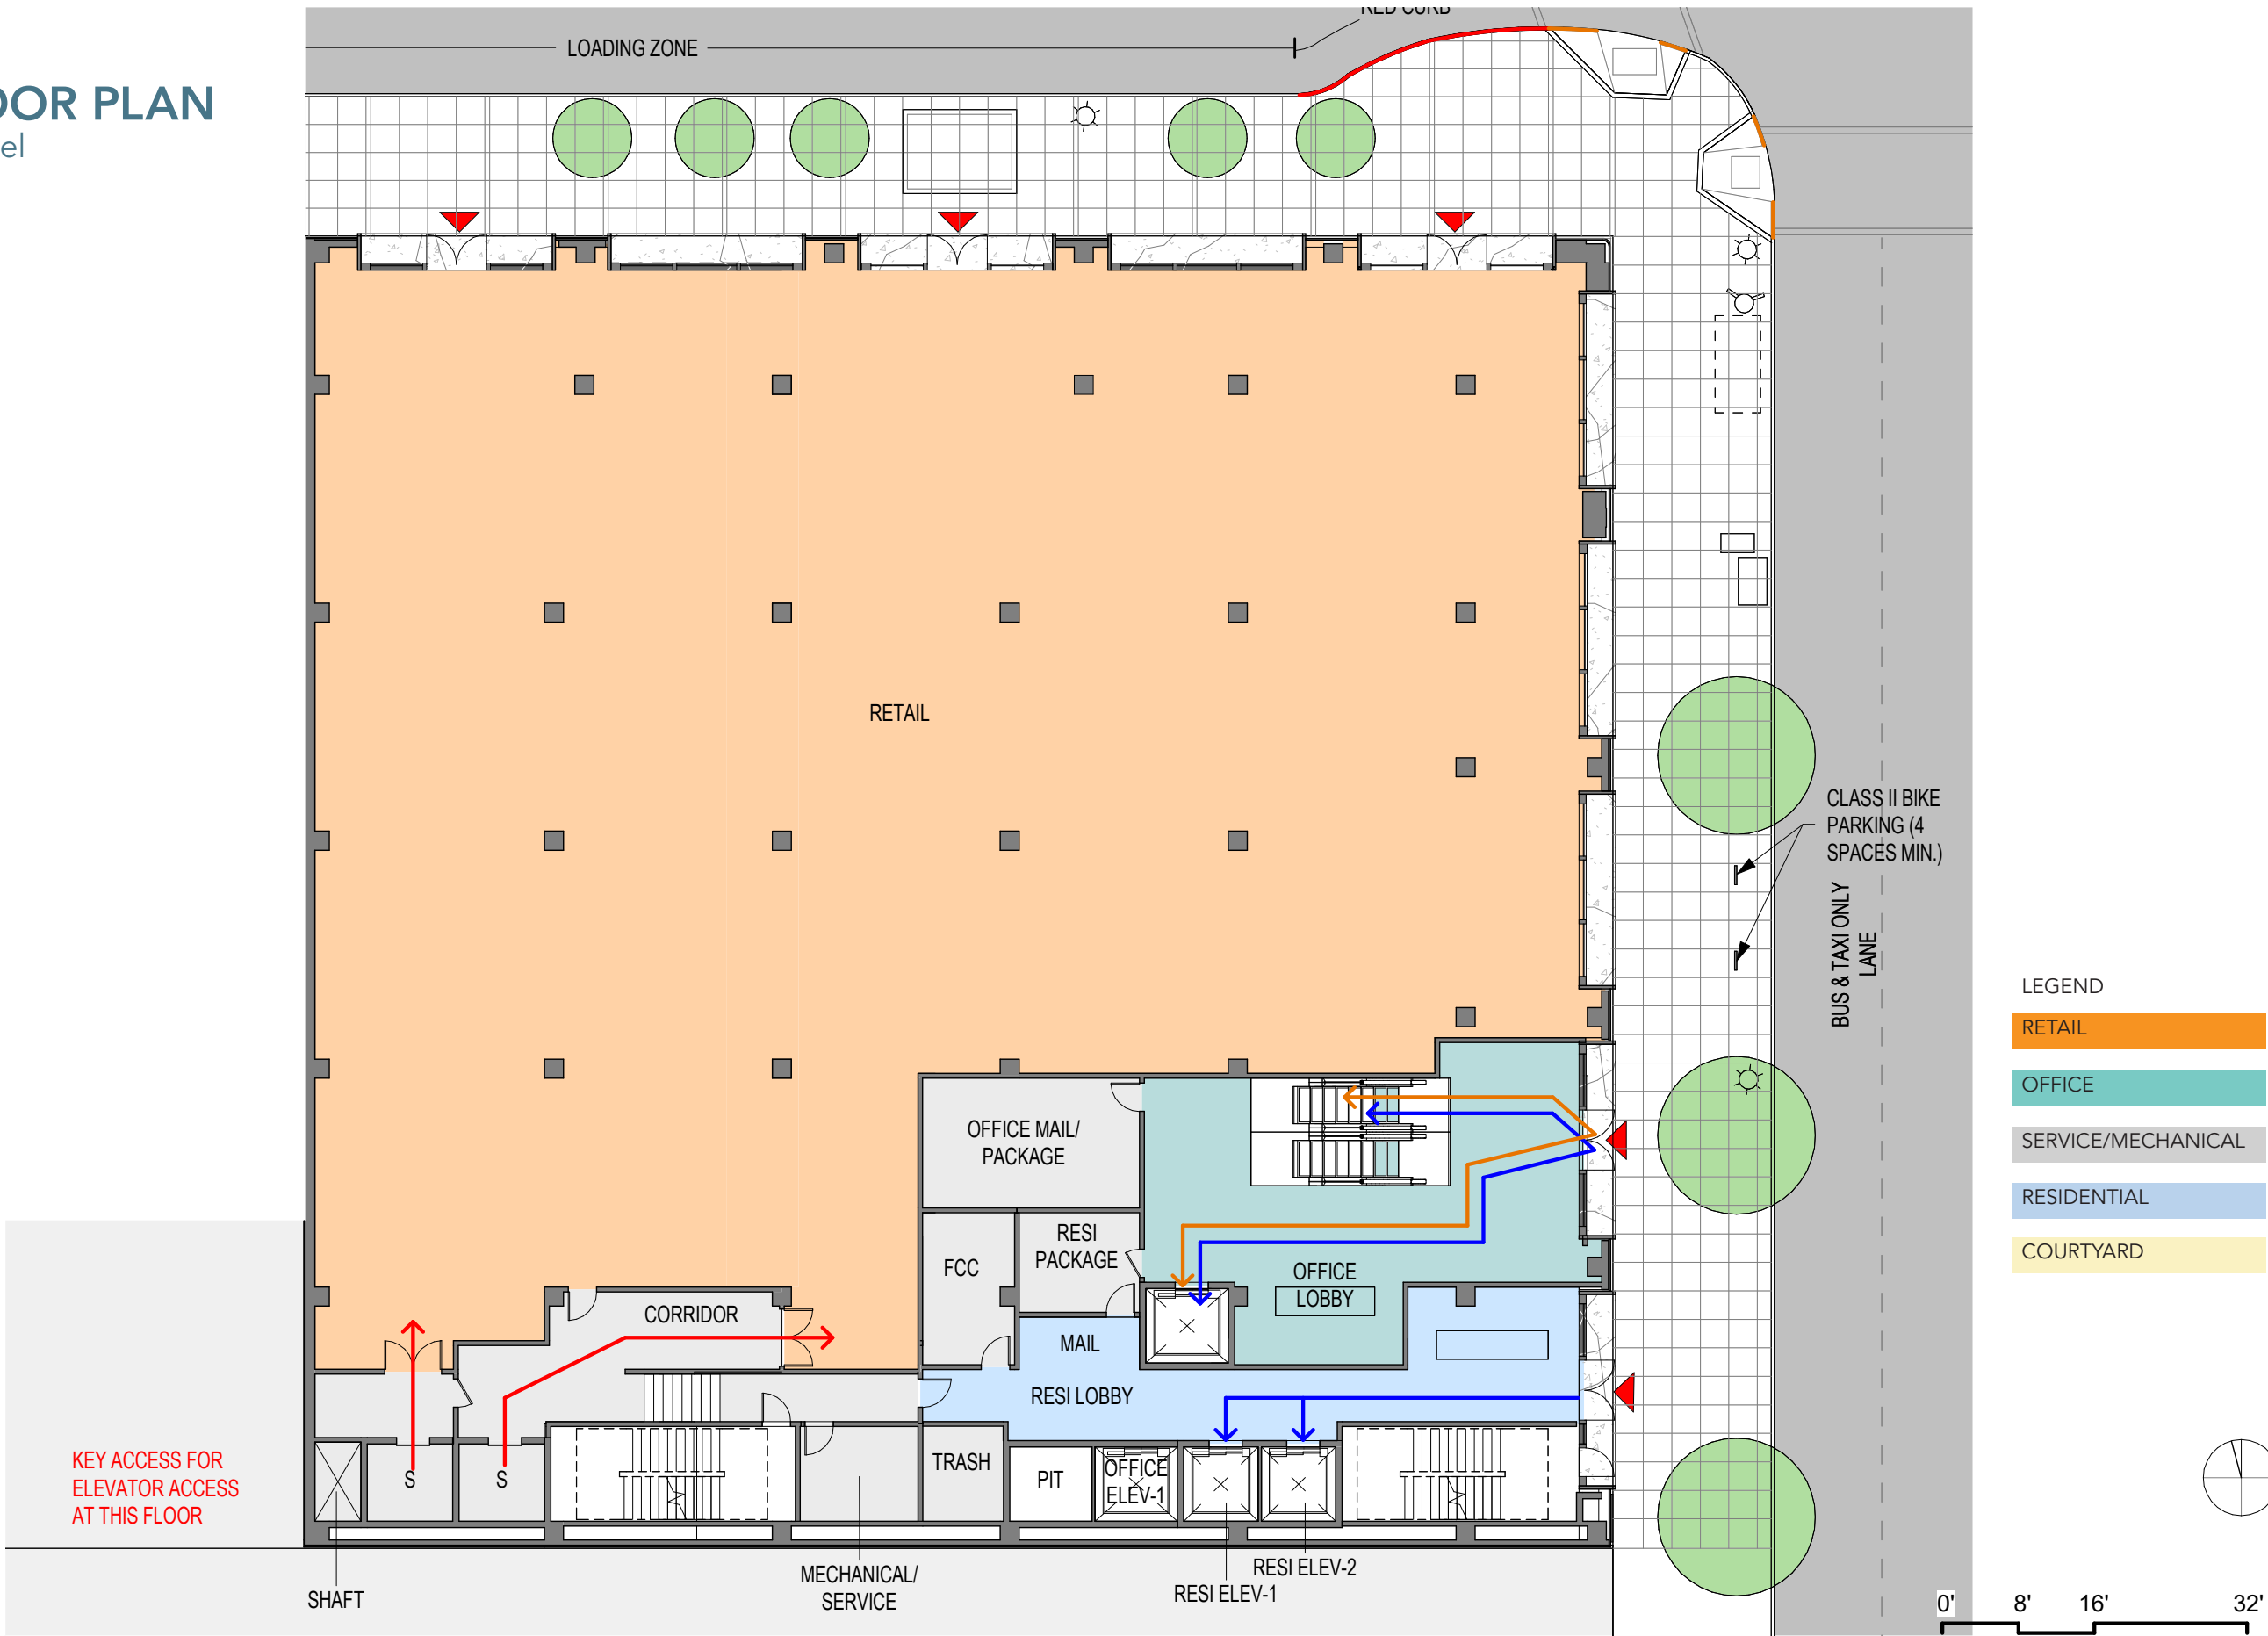 RED CURB
LOADING ZONE
OOR PLAN
el
RETAIL
CLASS II BIKE
PARKING (4
SPACES MIN.)
BUS & TAXI ONLY
LANE
LEGEND
RETAIL
OFFICE
SERVICE/MECHANICAL
RESIDENTIAL
COURTYARD
OFFICE MAIL/
PACKAGE
RESI
PACKAGE
FCC
OFFICE
LOBBY
CORRIDOR
MAIL
RESI LOBBY
KEY ACCESS FOR
ELEVATOR ACCESS
AT THIS FLOOR
S
S
TRASH
PIT
OFFICE
ELEV-1
MECHANICAL/
SERVICE
RESI ELEV-2
RESI ELEV-1
SHAFT
0' 8' 16' 32'